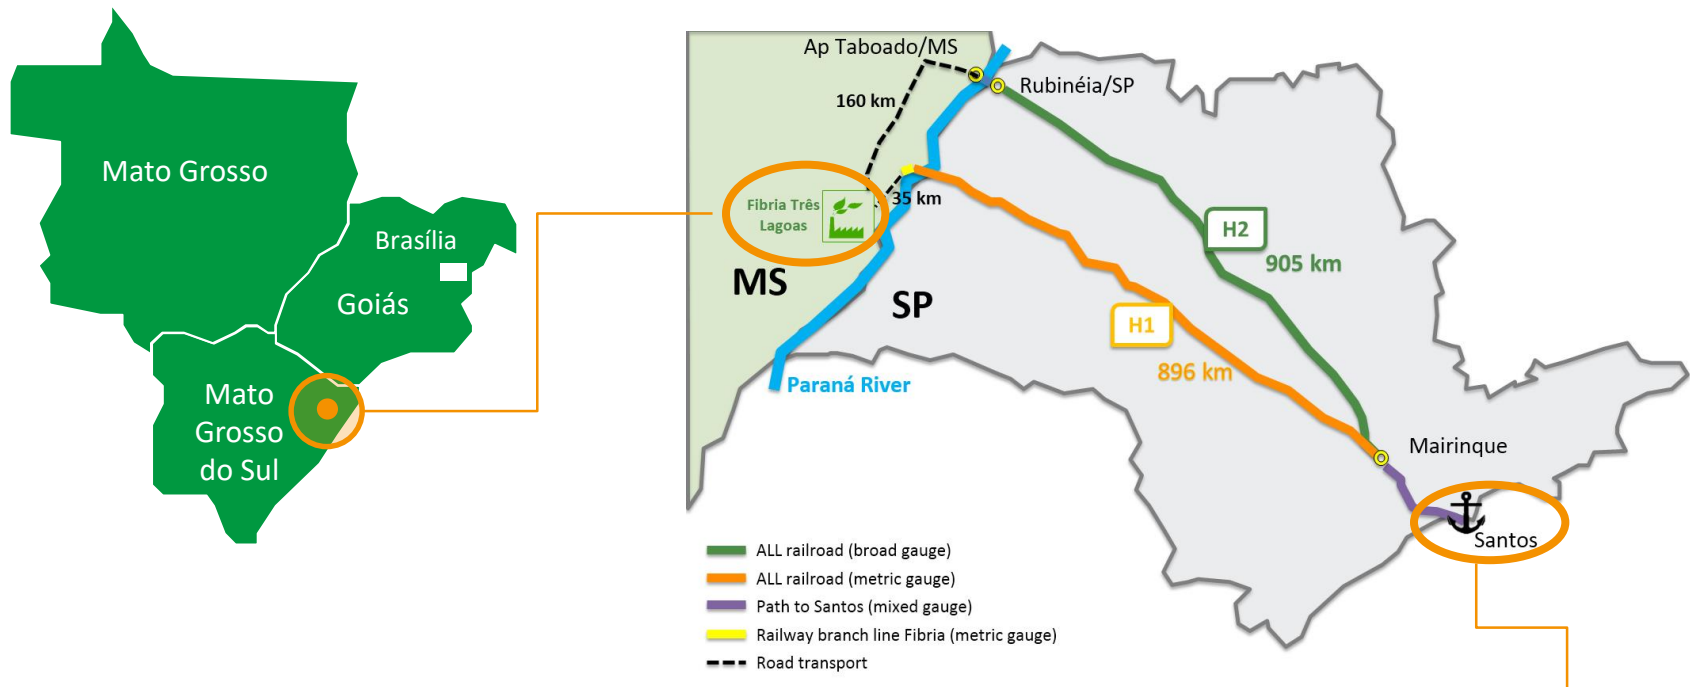 Mato Grosso
Brasília
Goiás
Mato
Grosso
do Sul
Ap Taboado/MS
Rubinéia/SP
160 km
Fibria Três
Lagoas
35 km
MS
SP
H2
905 km
H1
896 km
Paraná River
Mairinque
Santos
ALL railroad (broad gauge)
ALL railroad (metric gauge)
Path to Santos (mixed gauge)
Railway branch line Fibria (metric gauge)
Road transport